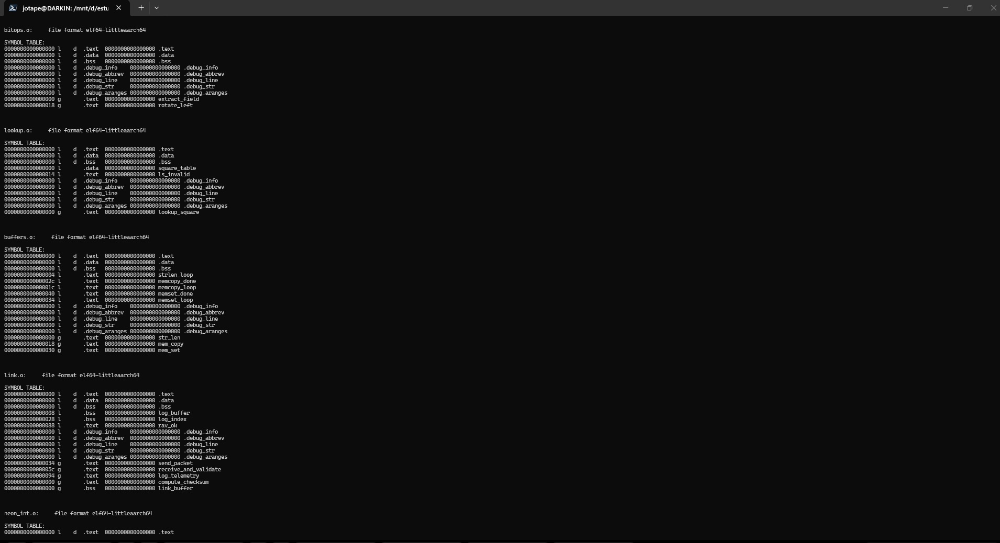 jotape@DARKIN: /mnt/d/estu
bitops.o:     file format elf64-littleaarch64
SYMBOL TABLE:
0000000000000000 l    d  .text  0000000000000000 .text
0000000000000000 l    d  .data  0000000000000000 .data
0000000000000000 l    d  .bss   0000000000000000 .bss
0000000000000000 l    d  .debug_info    0000000000000000 .debug_info
0000000000000000 l    d  .debug_abbrev  0000000000000000 .debug_abbrev
0000000000000000 l    d  .debug_line    0000000000000000 .debug_line
0000000000000000 l    d  .debug_str     0000000000000000 .debug_str
0000000000000000 l    d  .debug_aranges 0000000000000000 .debug_aranges
0000000000000000 g       .text  0000000000000000 extract_field
0000000000000018 g       .text  0000000000000000 rotate_left
lookup.o:     file format elf64-littleaarch64
SYMBOL TABLE:
0000000000000000 l    d  .text  0000000000000000 .text
0000000000000000 l    d  .data  0000000000000000 .data
0000000000000000 l    d  .bss   0000000000000000 .bss
0000000000000000 l       .data  0000000000000000 square_table
0000000000000014 l       .text  0000000000000000 ls_invalid
0000000000000000 l    d  .debug_info    0000000000000000 .debug_info
0000000000000000 l    d  .debug_abbrev  0000000000000000 .debug_abbrev
0000000000000000 l    d  .debug_line    0000000000000000 .debug_line
0000000000000000 l    d  .debug_str     0000000000000000 .debug_str
0000000000000000 l    d  .debug_aranges 0000000000000000 .debug_aranges
0000000000000000 g       .text  0000000000000000 lookup_square
buffers.o:     file format elf64-littleaarch64
SYMBOL TABLE:
0000000000000000 l    d  .text  0000000000000000 .text
0000000000000000 l    d  .data  0000000000000000 .data
0000000000000000 l    d  .bss   0000000000000000 .bss
0000000000000004 l       .text  0000000000000000 strlen_loop
000000000000002c l       .text  0000000000000000 memcopy_done
000000000000001c l       .text  0000000000000000 memcopy_loop
0000000000000040 l       .text  0000000000000000 memset_done
0000000000000034 l       .text  0000000000000000 memset_loop
0000000000000000 l    d  .debug_info    0000000000000000 .debug_info
0000000000000000 l    d  .debug_abbrev  0000000000000000 .debug_abbrev
0000000000000000 l    d  .debug_line    0000000000000000 .debug_line
0000000000000000 l    d  .debug_str     0000000000000000 .debug_str
0000000000000000 l    d  .debug_aranges 0000000000000000 .debug_aranges
0000000000000000 g       .text  0000000000000000 str_len
0000000000000018 g       .text  0000000000000000 mem_copy
0000000000000030 g       .text  0000000000000000 mem_set
link.o:     file format elf64-littleaarch64
SYMBOL TABLE:
0000000000000000 l    d  .text  0000000000000000 .text
0000000000000000 l    d  .data  0000000000000000 .data
0000000000000000 l    d  .bss   0000000000000000 .bss
0000000000000008 l       .bss   0000000000000000 log_buffer
0000000000000028 l       .bss   0000000000000000 log_index
0000000000000088 l       .text  0000000000000000 rav_ok
0000000000000000 l    d  .debug_info    0000000000000000 .debug_info
0000000000000000 l    d  .debug_abbrev  0000000000000000 .debug_abbrev
0000000000000000 l    d  .debug_line    0000000000000000 .debug_line
0000000000000000 l    d  .debug_str     0000000000000000 .debug_str
0000000000000000 l    d  .debug_aranges 0000000000000000 .debug_aranges
0000000000000034 g       .text  0000000000000000 send_packet
000000000000005c g       .text  0000000000000000 receive_and_validate
0000000000000094 g       .text  0000000000000000 log_telemetry
0000000000000000 g       .text  0000000000000000 compute_checksum
0000000000000000 g       .bss   0000000000000000 link_buffer
neon_int.o:     file format elf64-littleaarch64
SYMBOL TABLE:
0000000000000000 l    d  .text  0000000000000000 .text